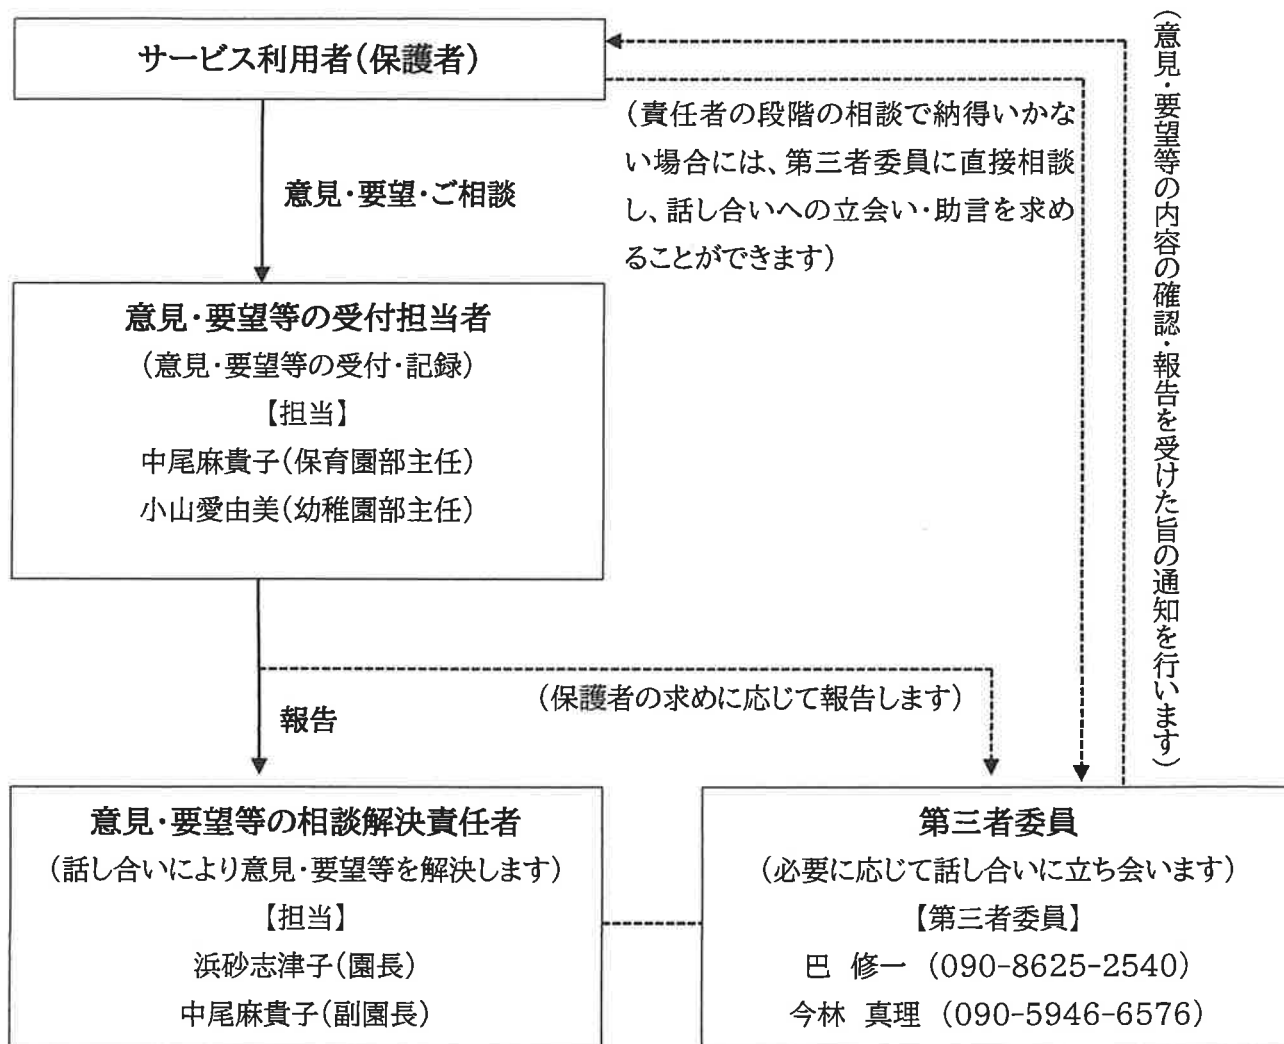 サービス利用者(保護者)
(責任者の段階の相談で納得いかな
い場合には、第三者委員に直接相談
し、話し合いへの立会い・助言を求め
ることができます)
(意見・要望等の内容の確認・報告を受けた旨の通知を行います)
意見・要望・ご相談
意見・要望等の受付担当者
(意見・要望等の受付・記録)
【担当】
中尾麻貴子(保育園部主任)
小山愛由美(幼稚園部主任)
(保護者の求めに応じて報告します)
報告
意見・要望等の相談解決責任者
(話し合いにより意見・要望等を解決します)
【担当】
浜砂志津子(園長)
中尾麻貴子(副園長)
第三者委員
(必要に応じて話し合いに立ち会います)
【第三者委員】
巴 修一 (090-8625-2540)
今林 真理 (090-5946-6576)